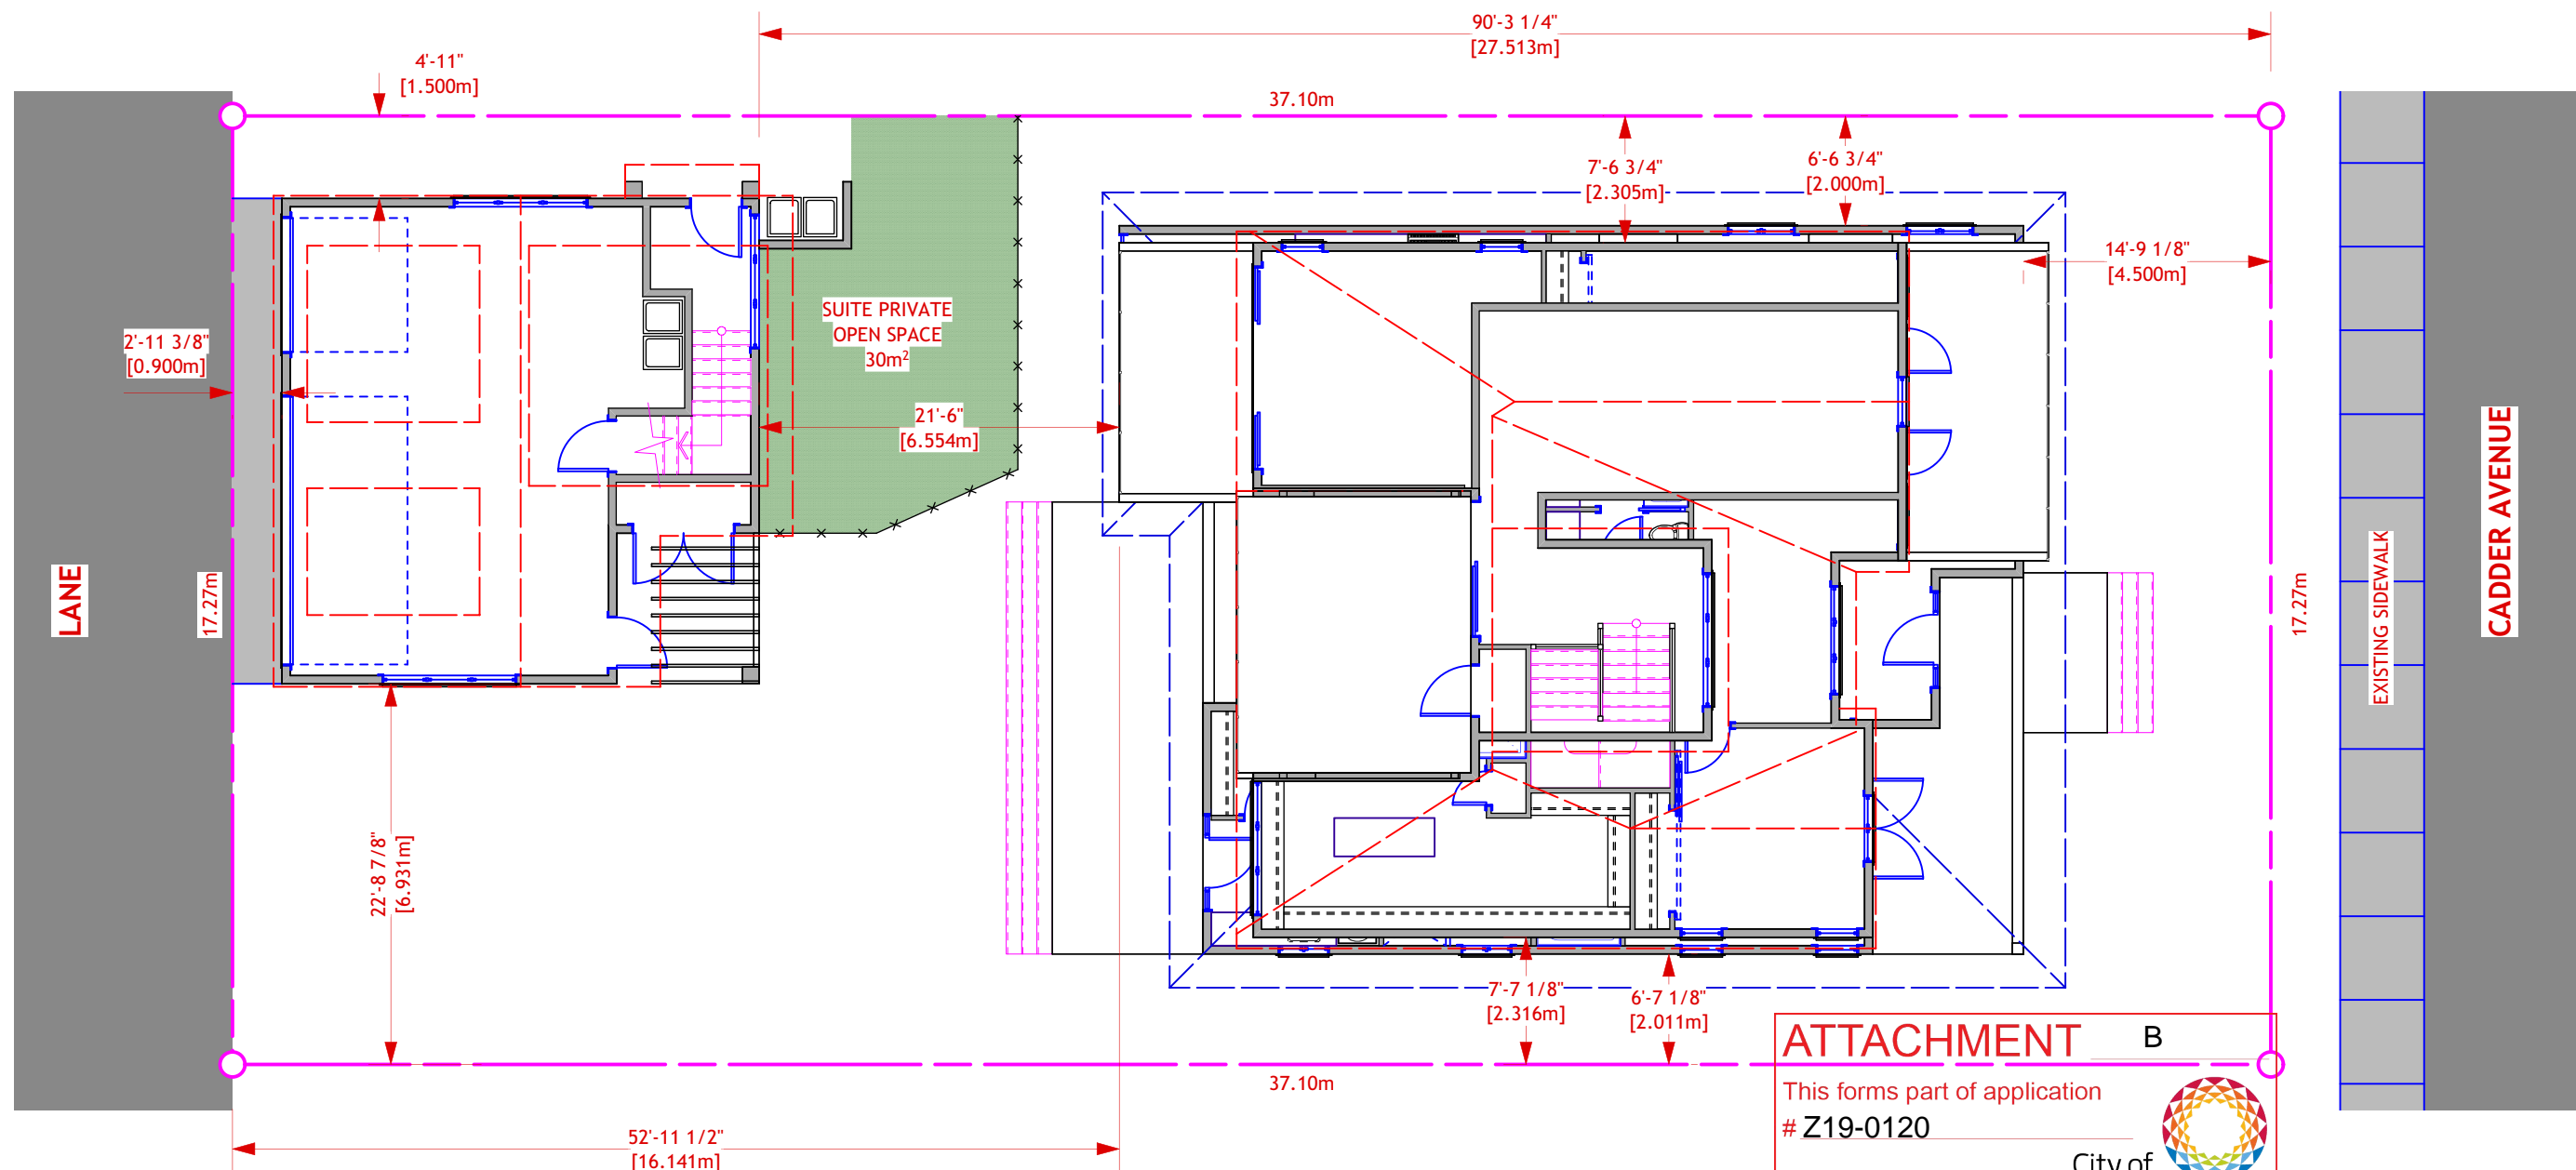 90'-3 1/4"
[27.513m]
4'-11"
[1.500m]
37.10m
7'-6 3/4"
[2.305m]
6'-6 3/4"
[2.000m]
14'-9 1/8"
[4.500m]
2'-11 3/8"
[0.900m]
SUITE PRIVATE
OPEN SPACE
30m²
21'-6"
[6.554m]
LANE
17.27m
17.27m
EXISTING SIDEWALK
CADDER AVENUE
22'-8 7/8"
[6.931m]
7'-7 1/8"
[2.316m]
6'-7 1/8"
[2.011m]
37.10m
52'-11 1/2"
[16.141m]
ATTACHMENT B
This forms part of application
# Z19-0120
City of